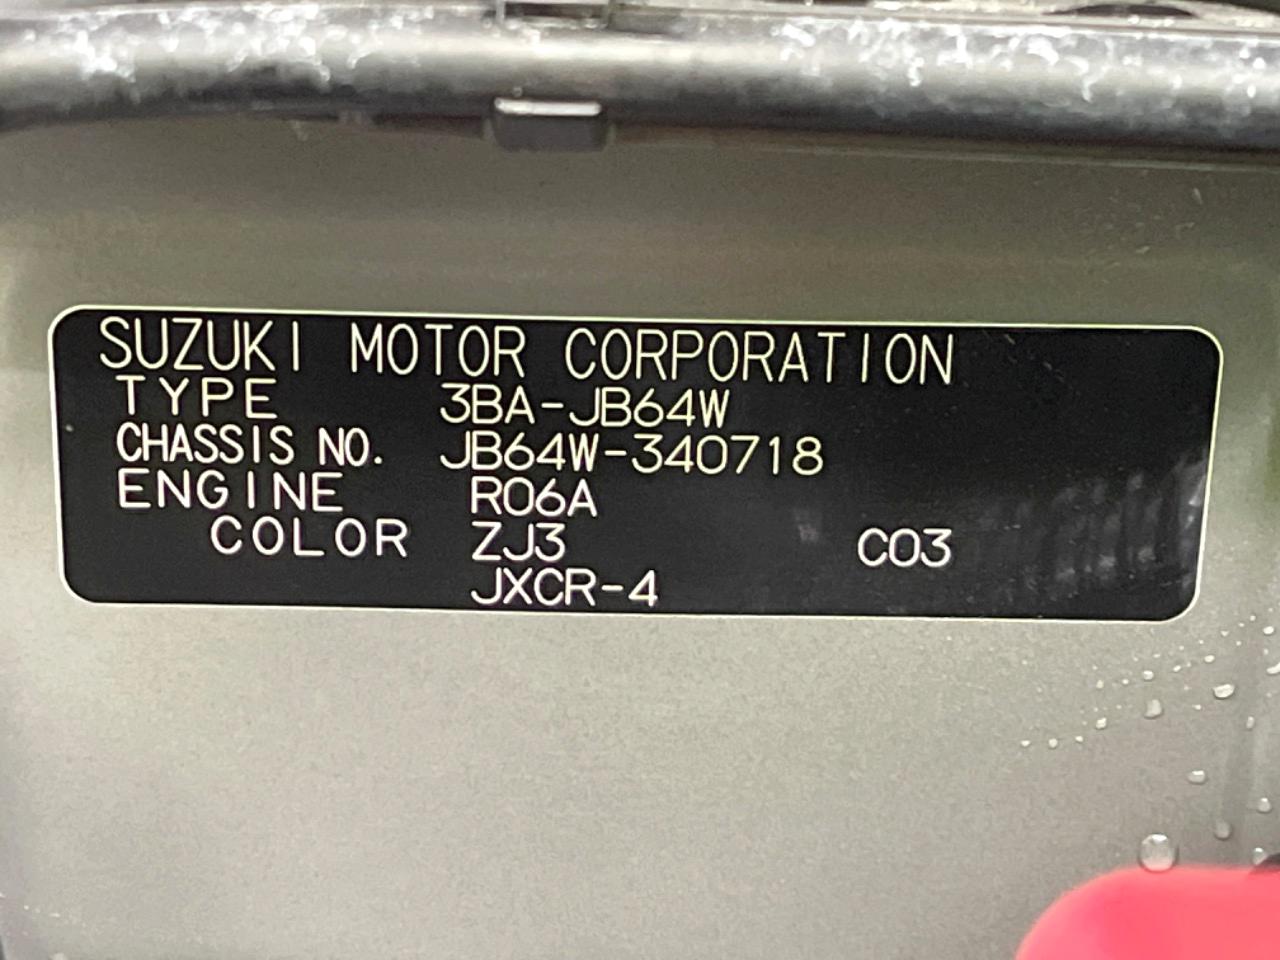 SUZUKI MOTOR CORPORATION
TYPE 3BA-JB64W
CHASSIS NO. JB64W-340718
ENGINE R06A
COLOR ZJ3 C03
JXCR-4